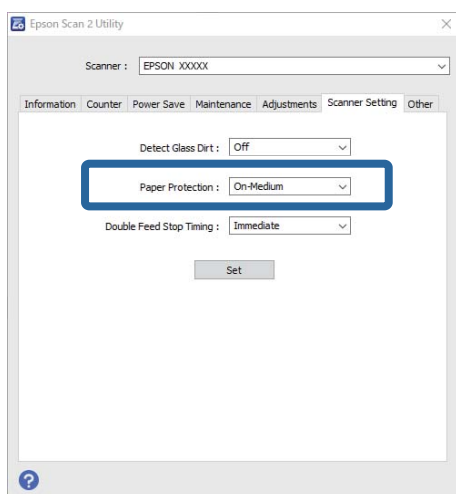 Epson Scan 2 Utility
Scanner : EPSON XXXXX
Information Counter Power Save Maintenance Adjustments Scanner Setting Other
Detect Glass Dirt : Off
Paper Protection : On-Medium
Double Feed Stop Timing : Immediate
Set
?